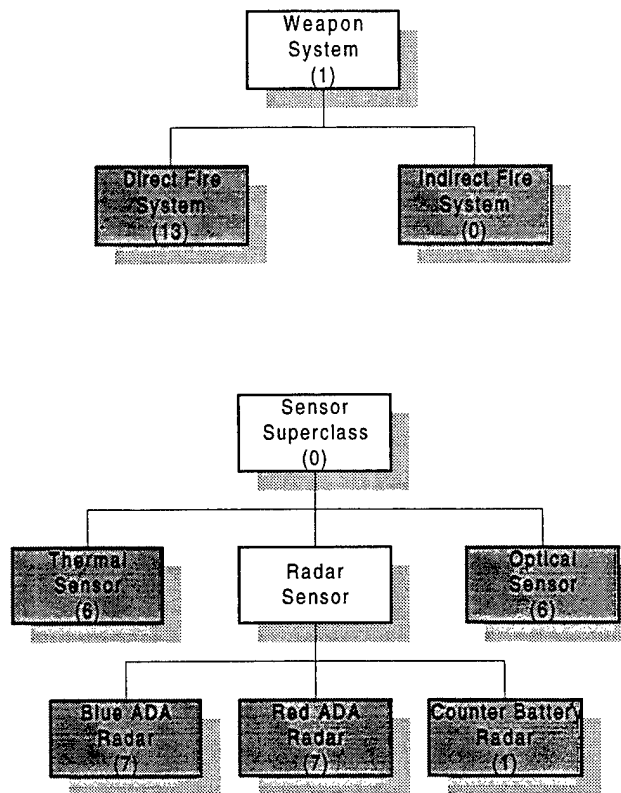 Weapon
System
(1)
Direct Fire
System
(13)
Indirect Fire
System
(0)
Sensor
Superclass
(0)
Thermal
Sensor
(6)
Radar
Sensor
Optical
Sensor
(6)
Blue ADA
Radar
(7)
Red ADA
Radar
(7)
Counter Battery
Radar
(1)